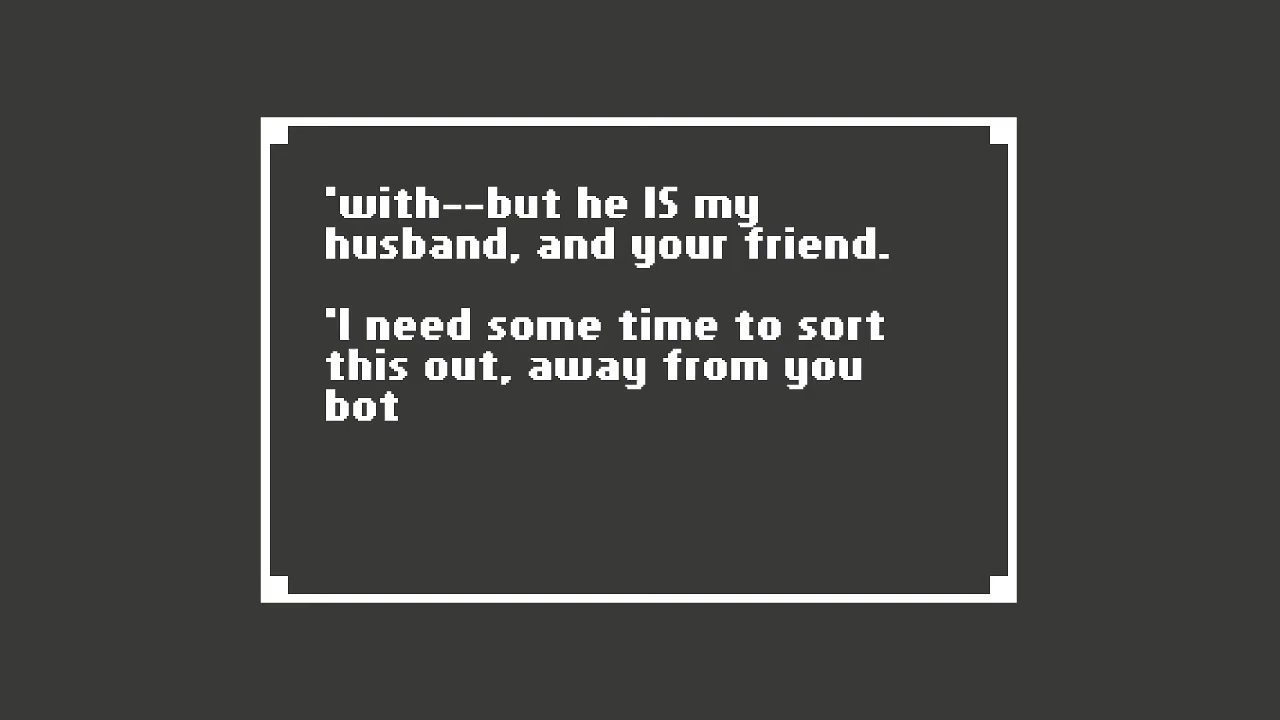 "with--but he IS my
husband, and your friend.
"I need some time to sort
this out, away from you
bot